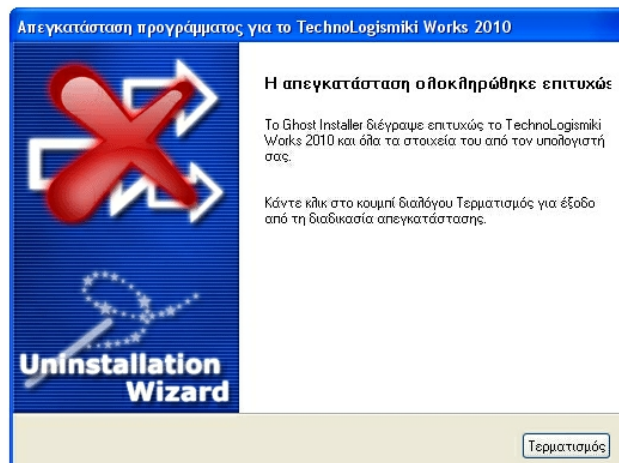 Απεγκατάσταση προγράμματος για το TechnoLogismiki Works 2010
Η απεγκατάσταση ολοκληρώθηκε επιτυχώς
Το Ghost Installer διέγραψε επιτυχώς το TechnoLogismiki
Works 2010 και όλα τα στοιχεία του από τον υπολογιστή
σας.
Κάντε κλικ στο κουμπί διαλόγου Τερματισμός για έξοδο
από τη διαδικασία απεγκατάστασης.
Uninstallation
Wizard
Τερματισμός